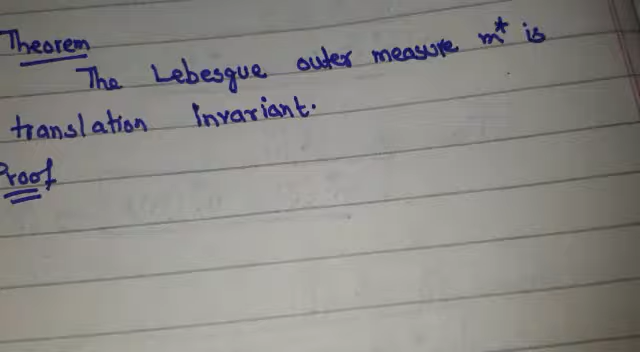 Theorem
The Lebesgue outer measure m* is
translation invariant.
Proof